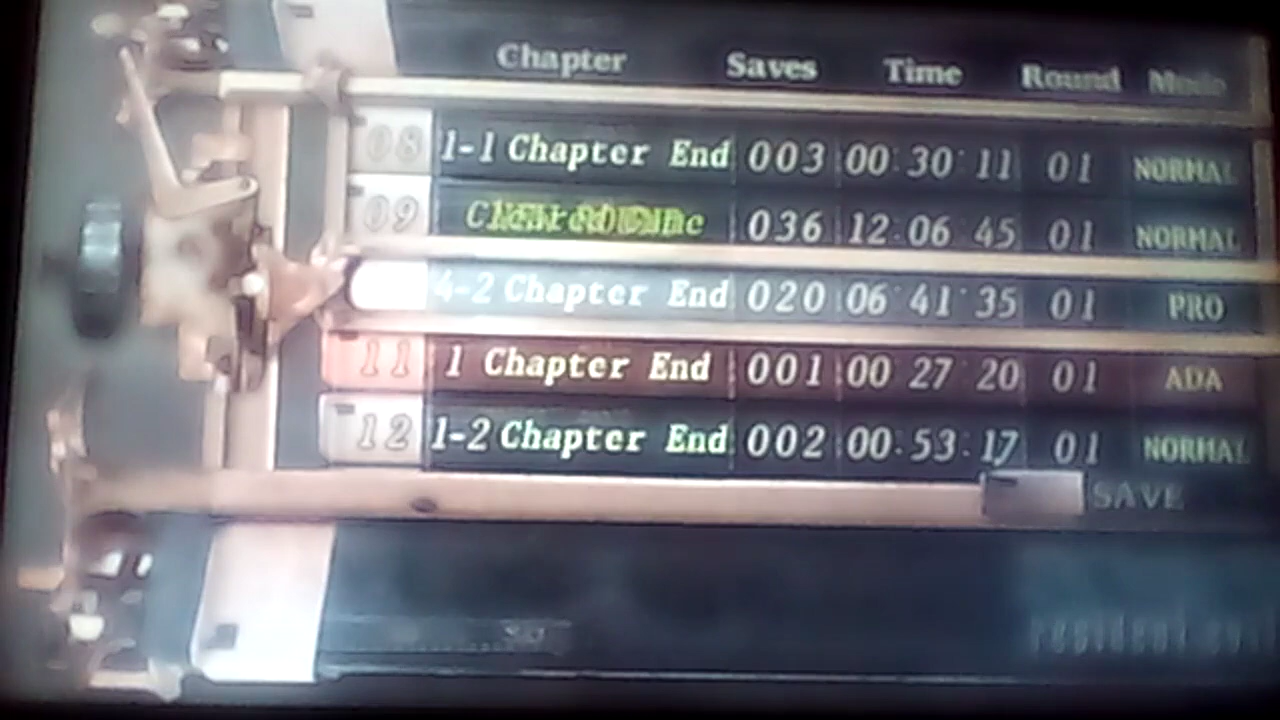 Chapter Saves Time Round Mode
08 1-1 Chapter End 003 00:30:11 01 NORMAL
09 036 12:06:45 01 NORMAL
4-2 Chapter End 020 06:41:35 01 PRO
11 1 Chapter End 001 00 27 20 01 ADA
12 1-2 Chapter End 002 00:53:17 01 NORMAL
SAVE